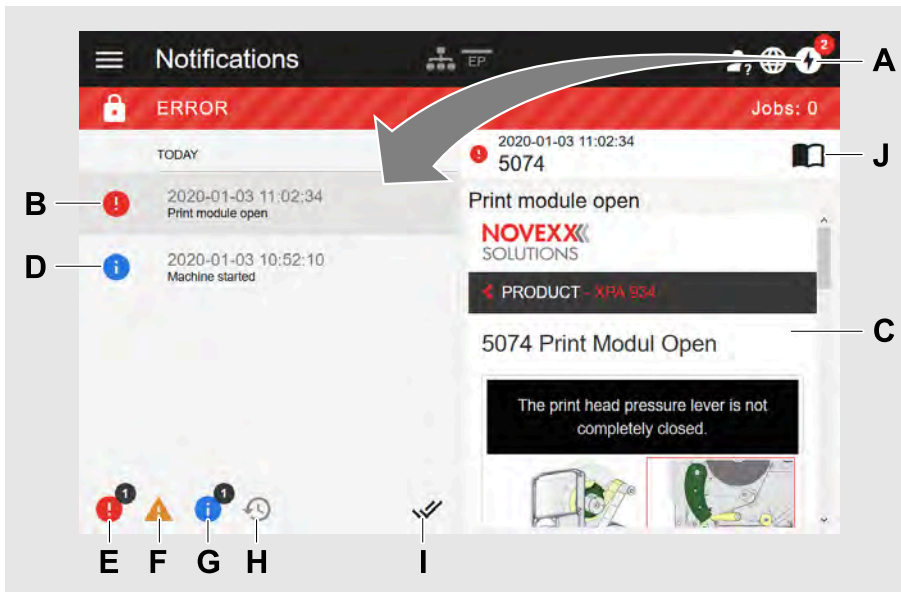 Notifications
EP
?
2
A
ERROR
Jobs: 0
TODAY
2020-01-03 11:02:34
5074
J
B
2020-01-03 11:02:34
Print module open
Print module open
NOVEXX
SOLUTIONS
D
2020-01-03 10:52:10
Machine started
PRODUCT - XPA 934
C
5074 Print Modul Open
The print head pressure lever is not
completely closed.
1
1
E
F
G
H
I